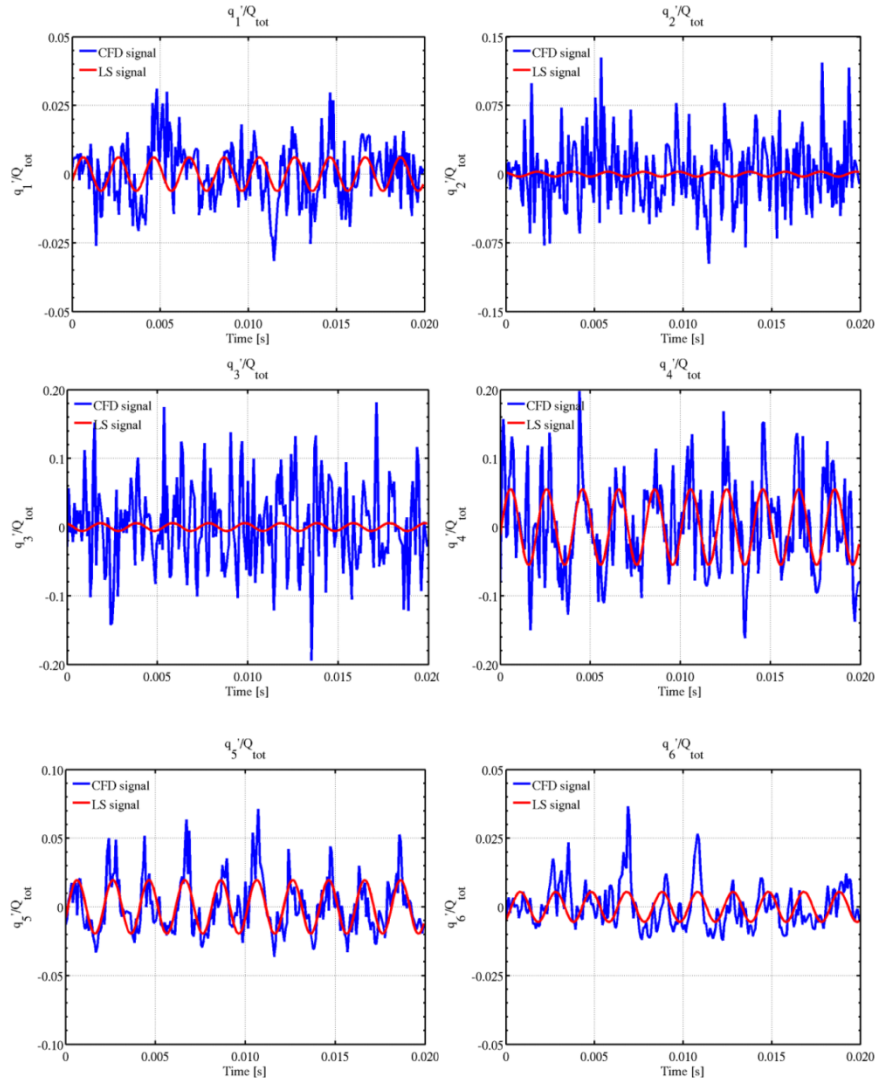 q1'/Qtot
0.05
CFD signal
LS signal
0.025
0
-0.025
-0.05
q1'/Qtot
0 0.005 0.010 0.015 0.020
Time [s]
q2'/Qtot
0.15
CFD signal
LS signal
0.075
0
-0.075
-0.15
q2'/Qtot
0 0.005 0.010 0.015 0.020
Time [s]
q3'/Qtot
0.20
CFD signal
LS signal
0.1
0
-0.1
-0.20
q3'/Qtot
0 0.005 0.010 0.015 0.020
Time [s]
q4'/Qtot
0.20
CFD signal
LS signal
0.1
0
-0.1
-0.20
q4'/Qtot
0 0.005 0.010 0.015 0.020
Time [s]
q5'/Qtot
0.10
CFD signal
LS signal
0.05
0
-0.05
-0.10
q5'/Qtot
0 0.005 0.010 0.015 0.020
Time [s]
q6'/Qtot
0.05
CFD signal
LS signal
0.025
0
-0.025
-0.05
q6'/Qtot
0 0.005 0.010 0.015 0.020
Time [s]